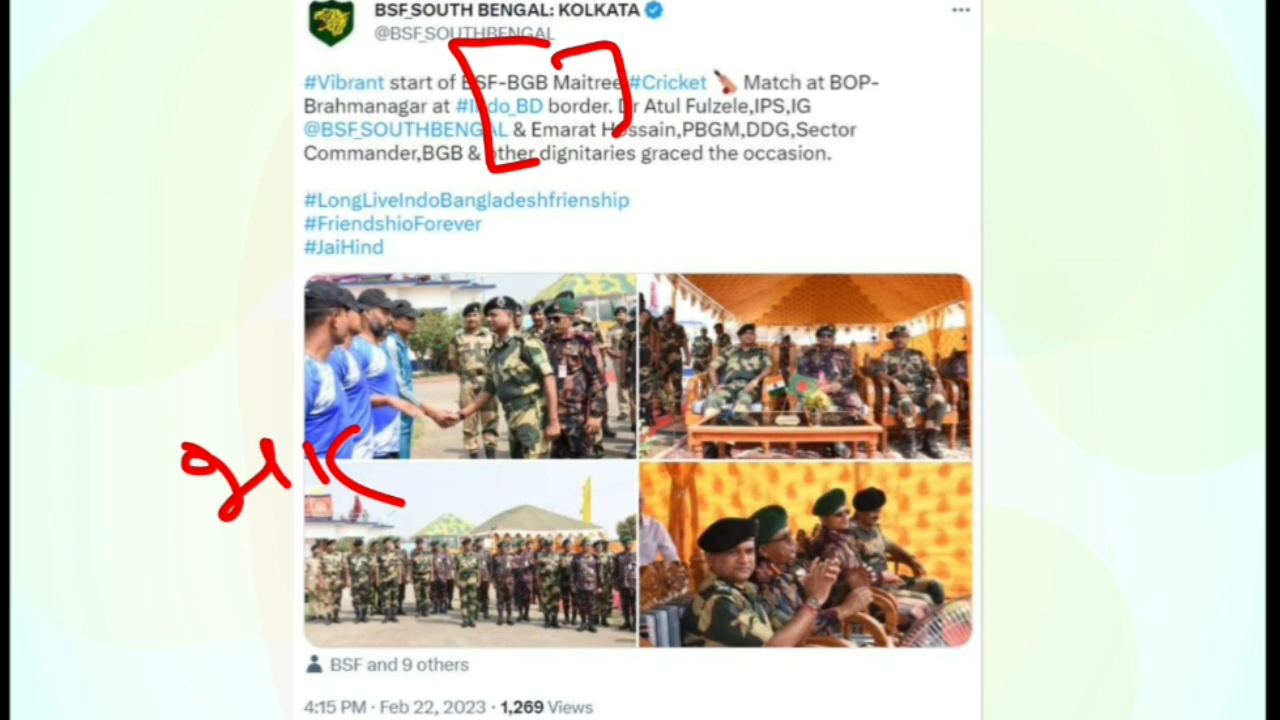 BSF_SOUTH BENGAL: KOLKATA
@BSF_SOUTHBENGAL
#Vibrant start of BSF-BGB Maitree #Cricket 🏏 Match at BOP-
Brahmanagar at #Indo_BD border. Dr Atul Fulzele,IPS,IG
@BSF_SOUTHBENGAL & Emarat Hossain,PBGM,DDG,Sector
Commander,BGB & other dignitaries graced the occasion.
#LongLiveIndoBangladeshfrienship
#FriendshioForever
#JaiHind
BSF and 9 others
4:15 PM · Feb 22, 2023 · 1,269 Views